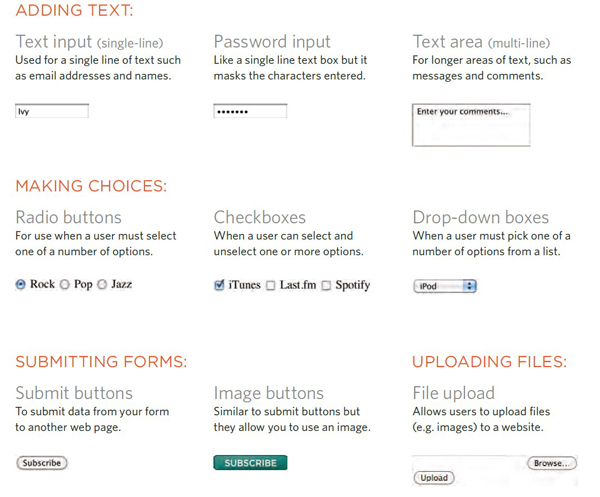 ADDING TEXT:
Text input (single-line)
Used for a single line of text such
as email addresses and names.
Ivy
Password input
Like a single line text box but it
masks the characters entered.
•••••••
Text area (multi-line)
For longer areas of text, such as
messages and comments.
Enter your comments...
MAKING CHOICES:
Radio buttons
For use when a user must select
one of a number of options.
Rock Pop Jazz
Checkboxes
When a user can select and
unselect one or more options.
iTunes Last.fm Spotify
Drop-down boxes
When a user must pick one of a
number of options from a list.
iPod
SUBMITTING FORMS:
Submit buttons
To submit data from your form
to another web page.
Subscribe
Image buttons
Similar to submit buttons but
they allow you to use an image.
SUBSCRIBE
UPLOADING FILES:
File upload
Allows users to upload files
(e.g. images) to a website.
Browse...
Upload